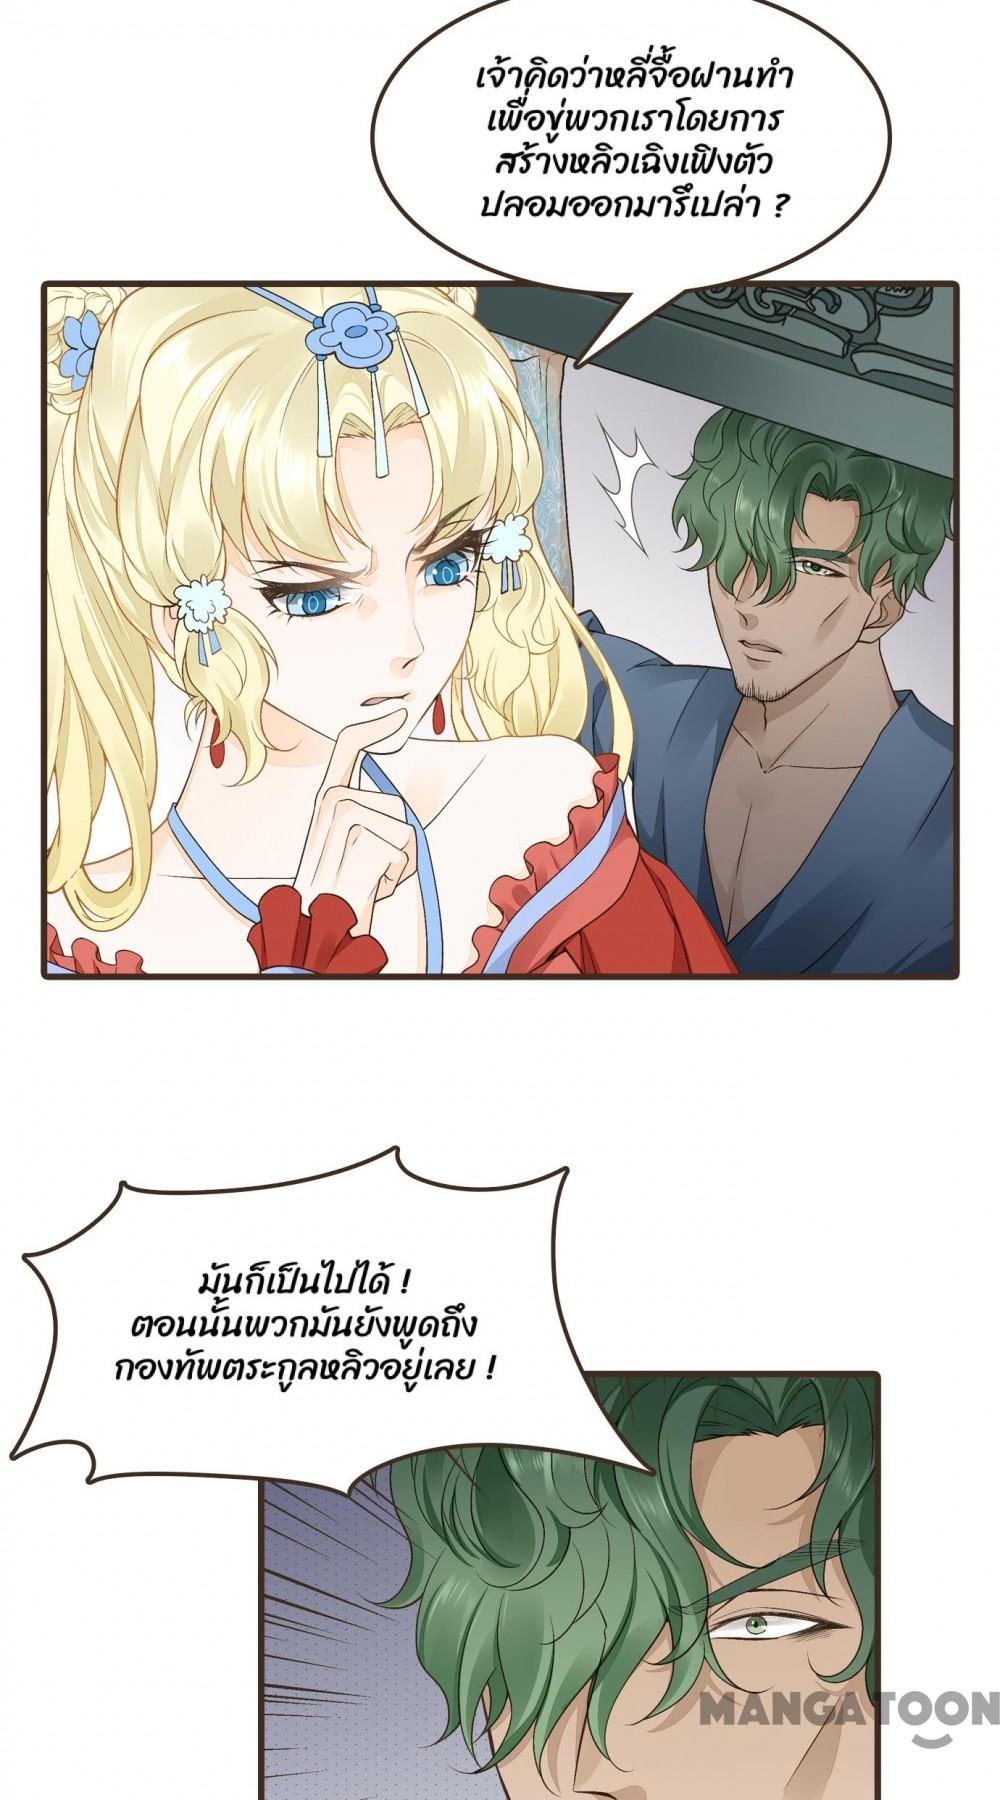 เจ้าคิดว่าหลี่จื้อฝานทำ
เพื่อขู่พวกเราโดยการ
สร้างหลิวเฉิงเฟิงตัว
ปลอมออกมารึเปล่า ?
มันก็เป็นไปได้ !
ตอนนั้นพวกมันยังพูดถึง
กองทัพตระกูลหลิวอยู่เลย !
MANGATOON